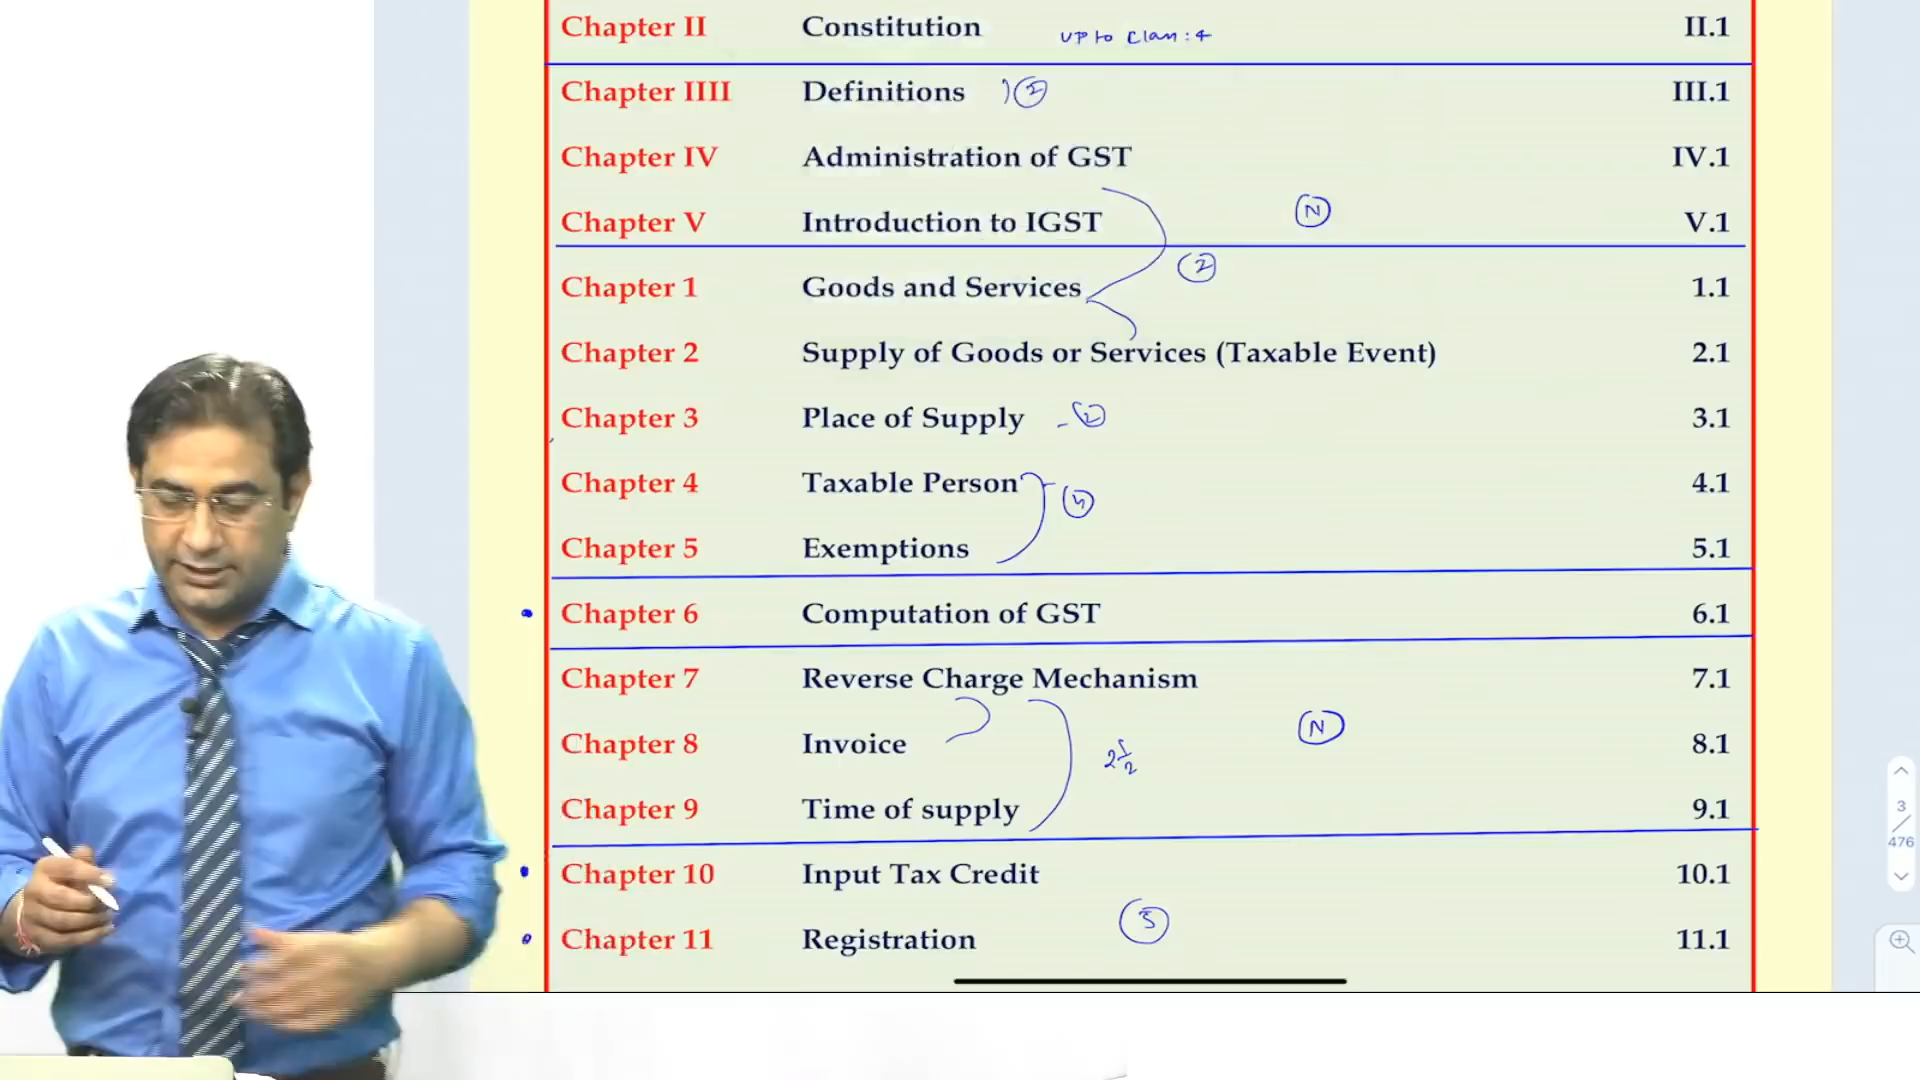 Chapter II Constitution up to Class: 4 II.1
Chapter IIII Definitions 2 III.1
Chapter IV Administration of GST IV.1
Chapter V Introduction to IGST N V.1
2
Chapter 1 Goods and Services 1.1
Chapter 2 Supply of Goods or Services (Taxable Event) 2.1
Chapter 3 Place of Supply - 2 3.1
Chapter 4 Taxable Person 4.1
Chapter 5 Exemptions 5.1
Chapter 6 Computation of GST 6.1
Chapter 7 Reverse Charge Mechanism 7.1
Chapter 8 Invoice 2 1/2 N 8.1
Chapter 9 Time of supply 9.1
Chapter 10 Input Tax Credit 10.1
Chapter 11 Registration 5 11.1
3
476